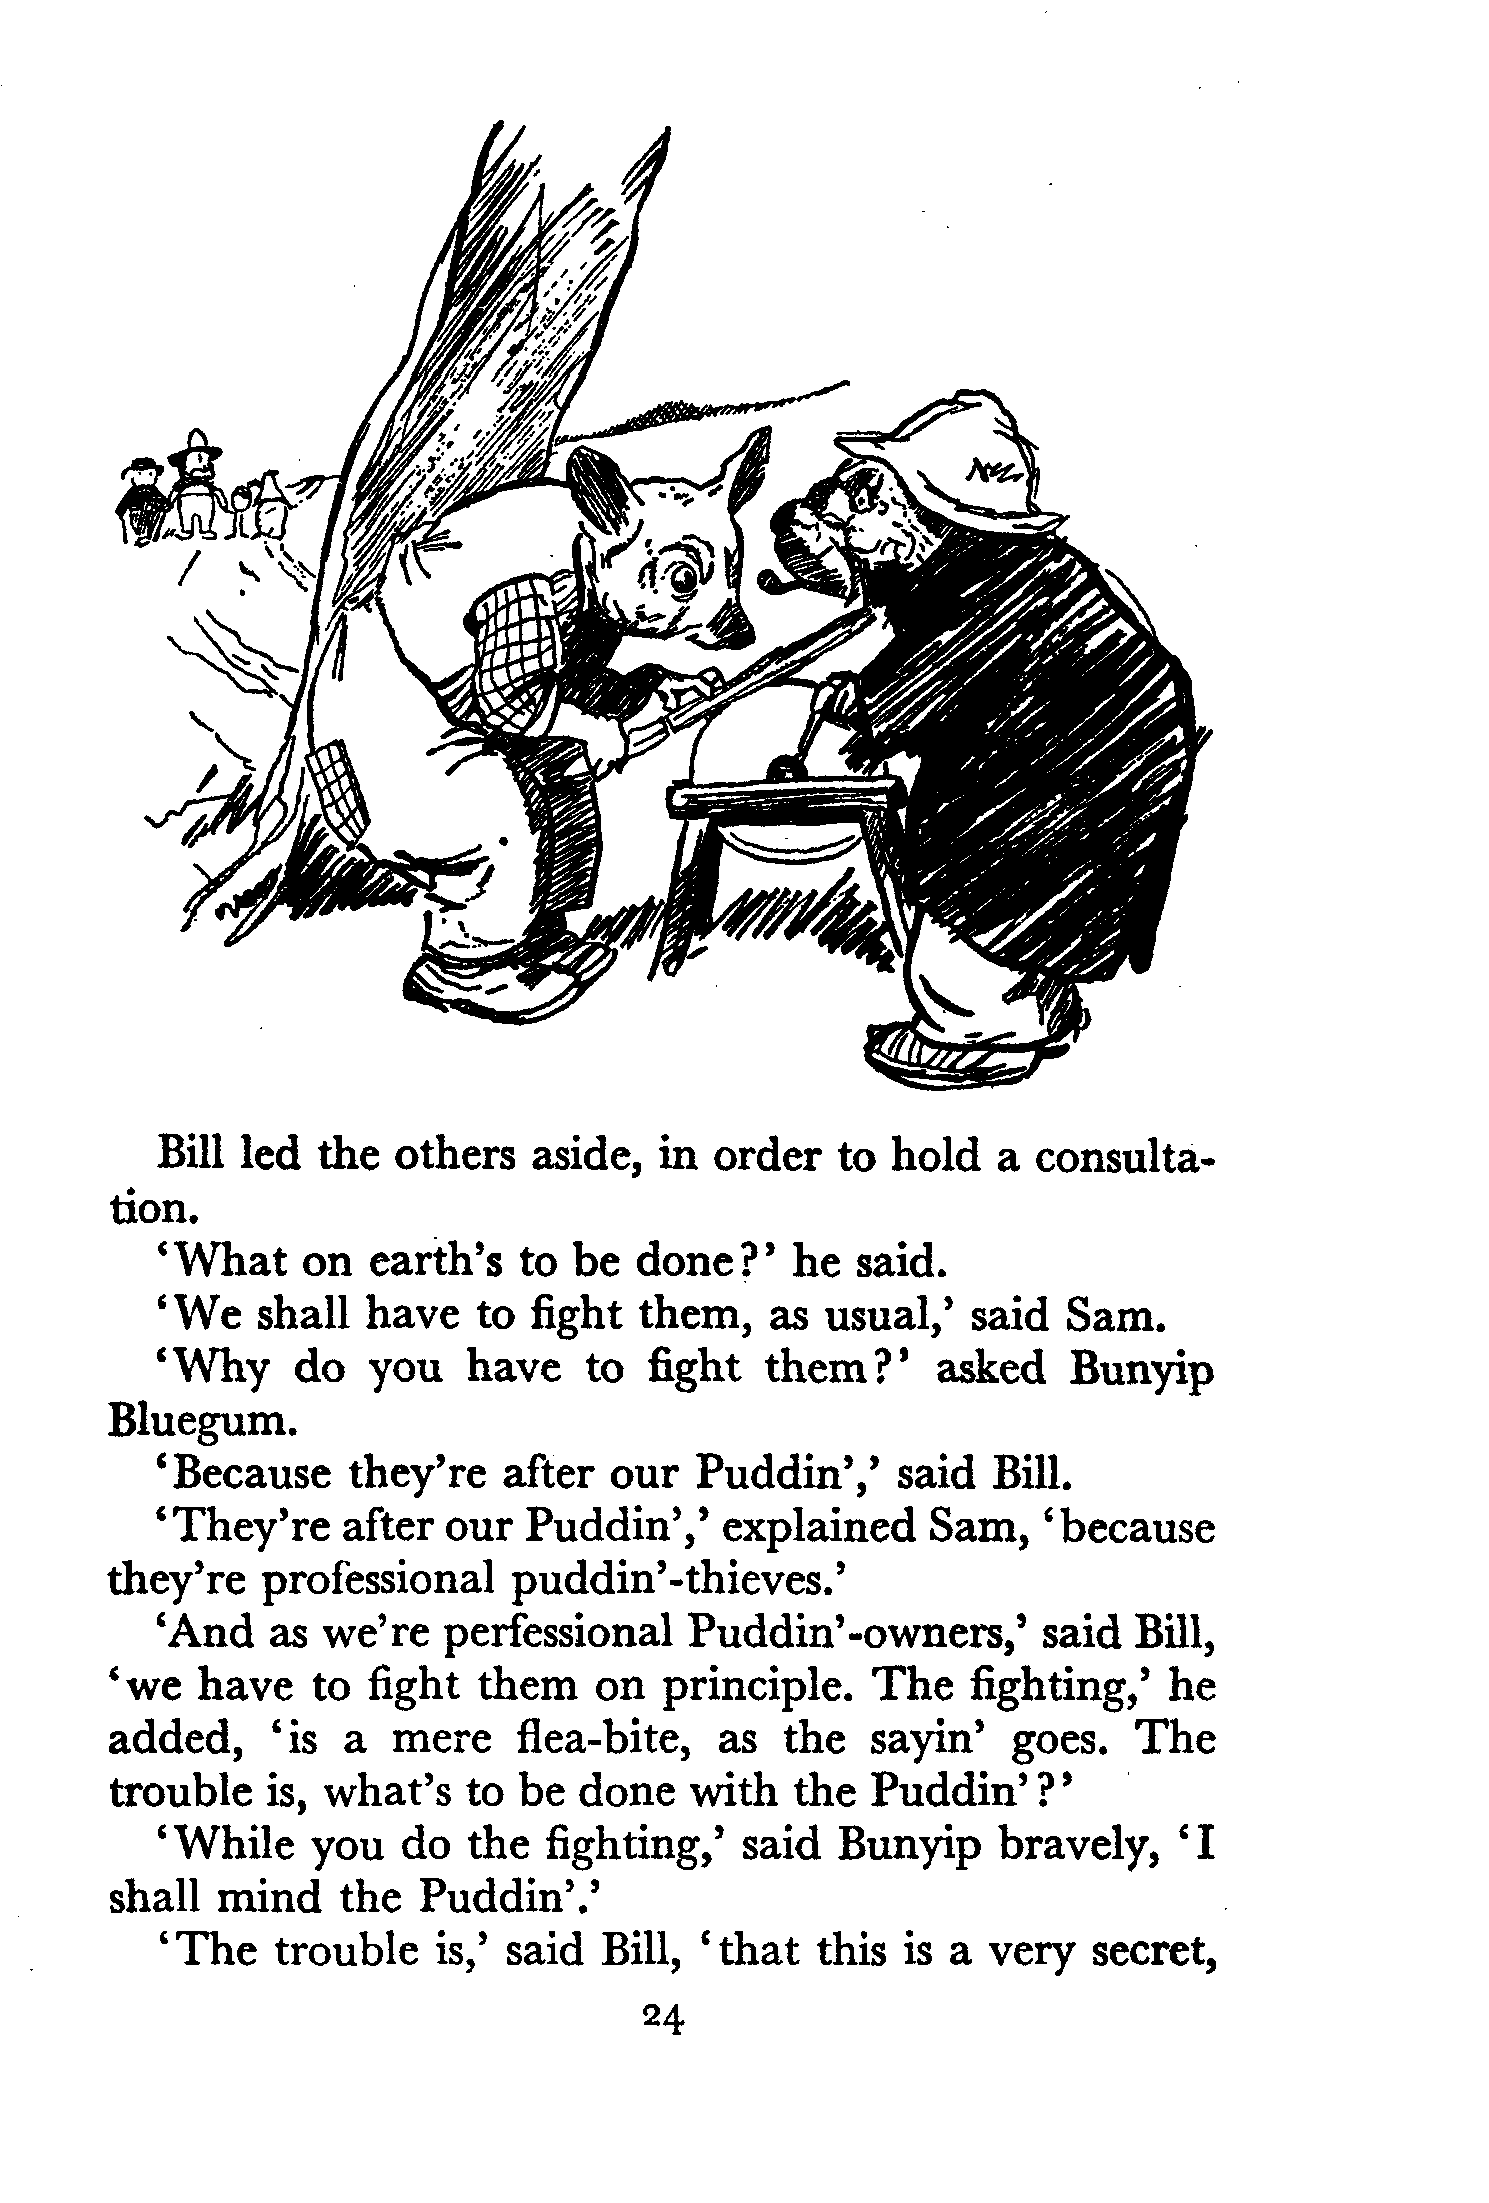 Bill led the others aside, in order to hold a consulta-
tion.
‘What on earth’s to be done?’ he said.
‘We shall have to fight them, as usual,’ said Sam.
‘Why do you have to fight them?’ asked Bunyip
Bluegum.
‘Because they’re after our Puddin’,’ said Bill.
‘They’re after our Puddin’,’ explained Sam, ‘because
they’re professional puddin’-thieves.’
‘And as we’re perfessional Puddin’-owners,’ said Bill,
‘we have to fight them on principle. The fighting,’ he
added, ‘is a mere flea-bite, as the sayin’ goes. The
trouble is, what’s to be done with the Puddin’?’
‘While you do the fighting,’ said Bunyip bravely, ‘I
shall mind the Puddin’.’
‘The trouble is,’ said Bill, ‘that this is a very secret,
24